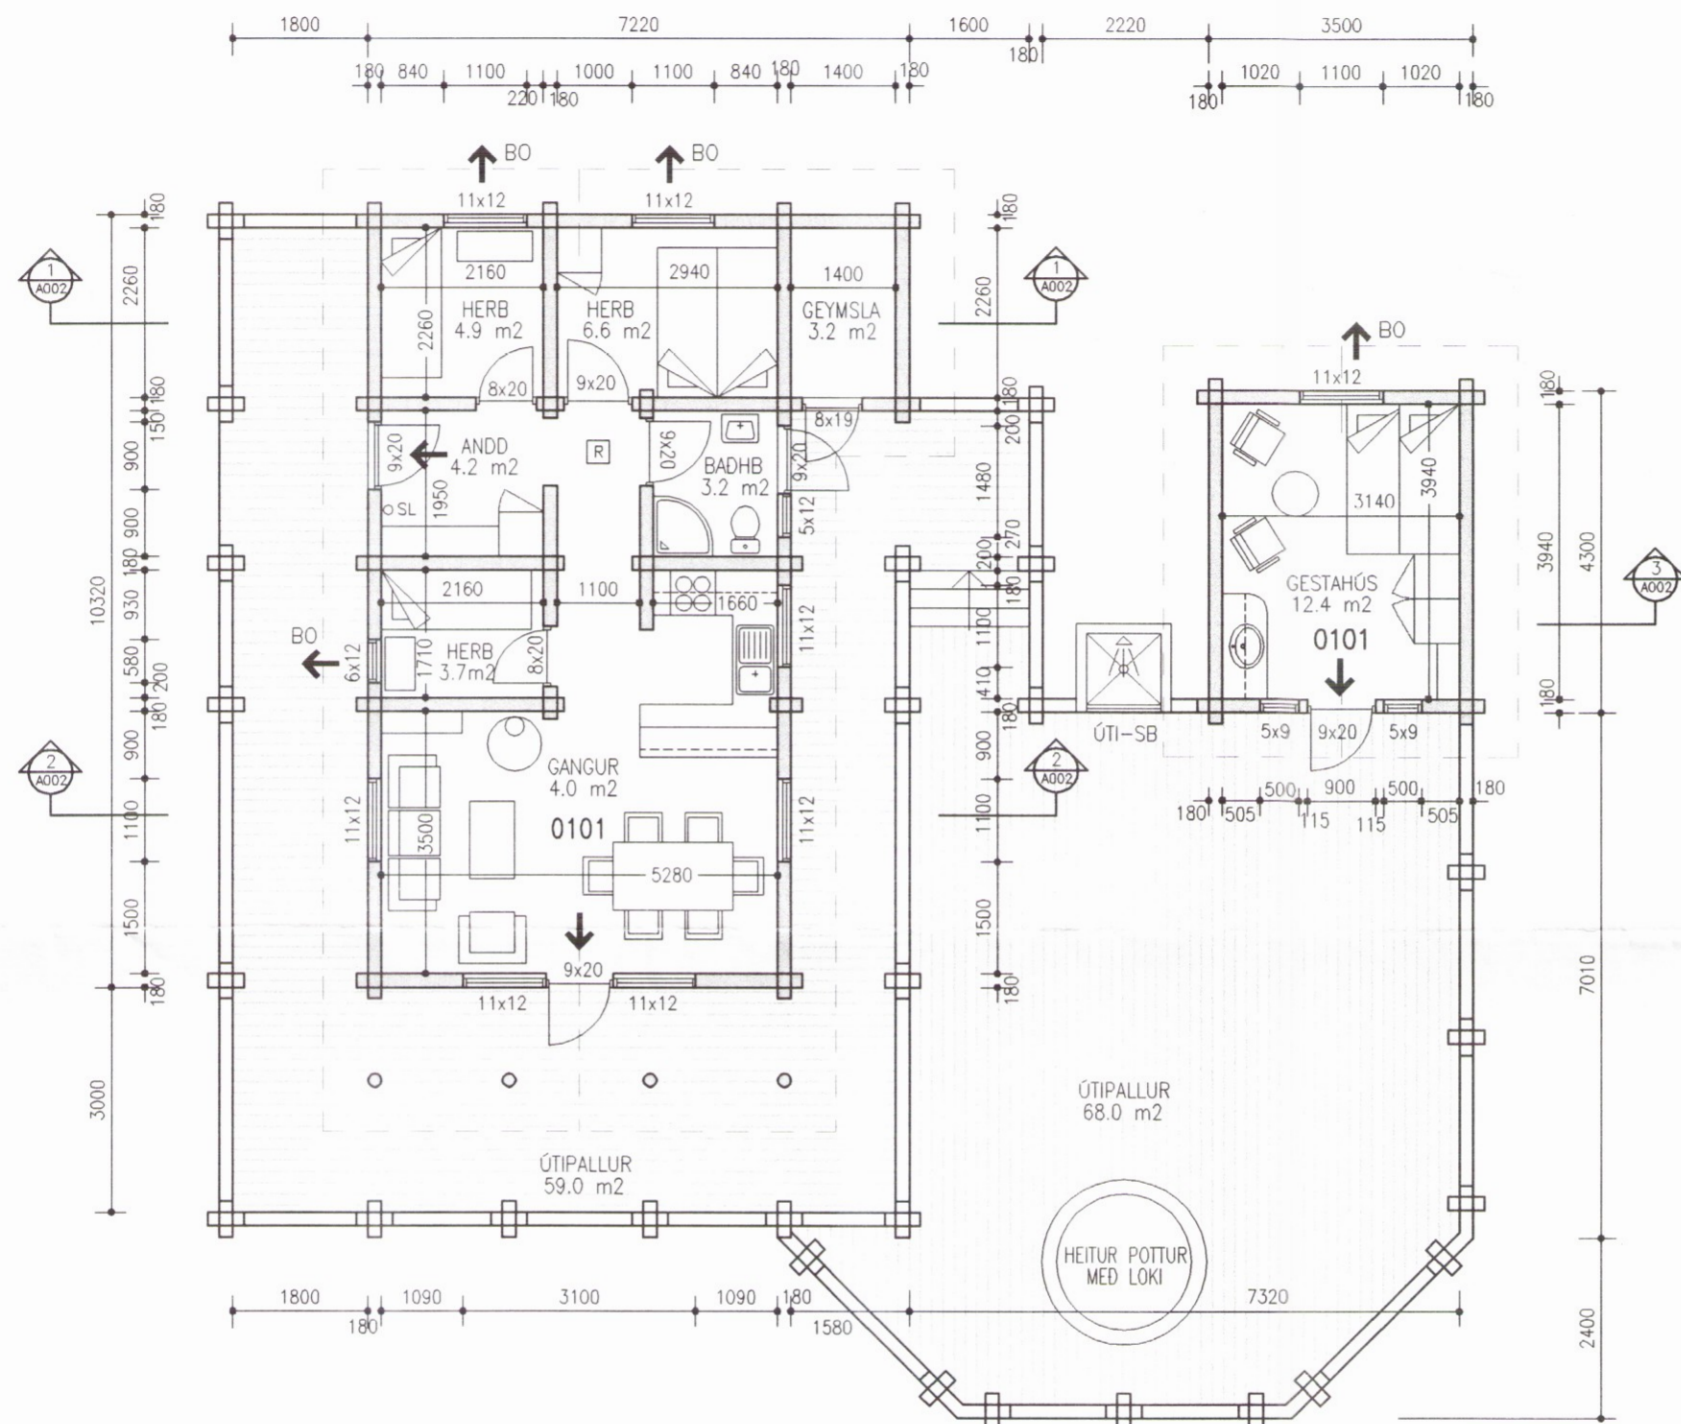 1800 7220 1600 2220 3500
180
180 840 1100 1000 1100 840 180 1400 180 1020 1100 1020
220 180 180 180
BO BO
11x12 11x12
180 180
1
A002
2260
2160 2940 1400
HERB
4.9 m2
HERB
6.6 m2
GEYMSLA
3.2 m2
2260
2260
1
A002
BO
11x12
8x20 9x20 8x19
180 180 180
150 200
900
9x20
ANDD
4.2 m2
R
9x20
BAÐHB
3.2 m2
9x20
1480
3940
3140
SL
1950
5x12
900 270
3940
4300
180 200
180
10320
930
2160 1100 1660
GESTAHÚS
12.4 m2
0101
3
A002
BO
6x12
580
200
1710
HERB
3.7m2
8x20
11x12
1100
410
180 180 180
ÚTI-SB
5x9 9x20 5x9
900 900
2
A002
GANGUR
4.0 m2
0101
2
A002
500 900 500 180
180 505 115 115 505
11x12
1100
3500
11x12
1100
5280
1500 1500
9x20
11x12 11x12
180 180
7010
3000
ÚTIPALLUR
68.0 m2
ÚTIPALLUR
59.0 m2
HEITUR POTTUR
MEÐ LOKI
1800 1090 3100 1090 180 7320
180 1580
2400